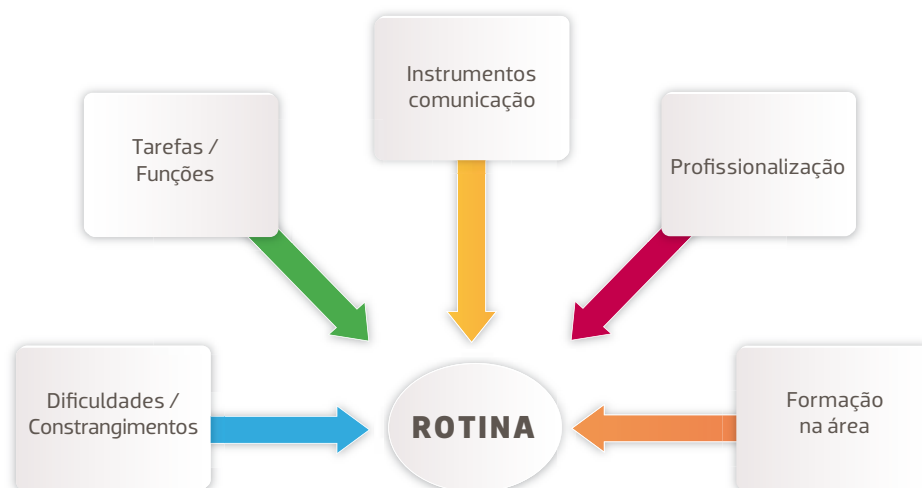 Instrumentos
comunicação
Tarefas /
Funções
Profissionalização
Dificuldades /
Constrangimentos
ROTINA
Formação
na área